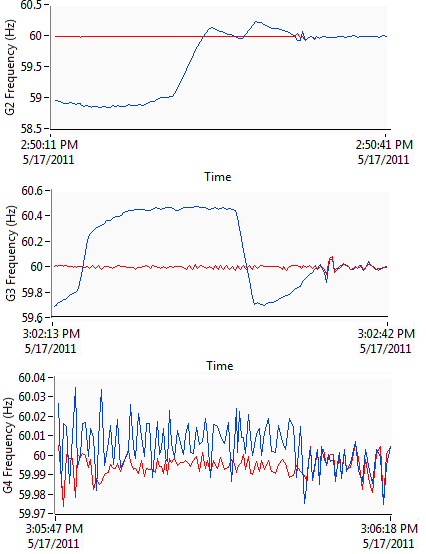 G2 Frequency (Hz)
60.5
60
59.5
59
58.5
2:50:11 PM
5/17/2011
2:50:41 PM
5/17/2011
Time
G3 Frequency (Hz)
60.6
60.4
60.2
60
59.8
59.6
3:02:13 PM
5/17/2011
3:02:42 PM
5/17/2011
Time
G4 Frequency (Hz)
60.04
60.03
60.02
60.01
60
59.99
59.98
59.97
3:05:47 PM
5/17/2011
3:06:18 PM
5/17/2011